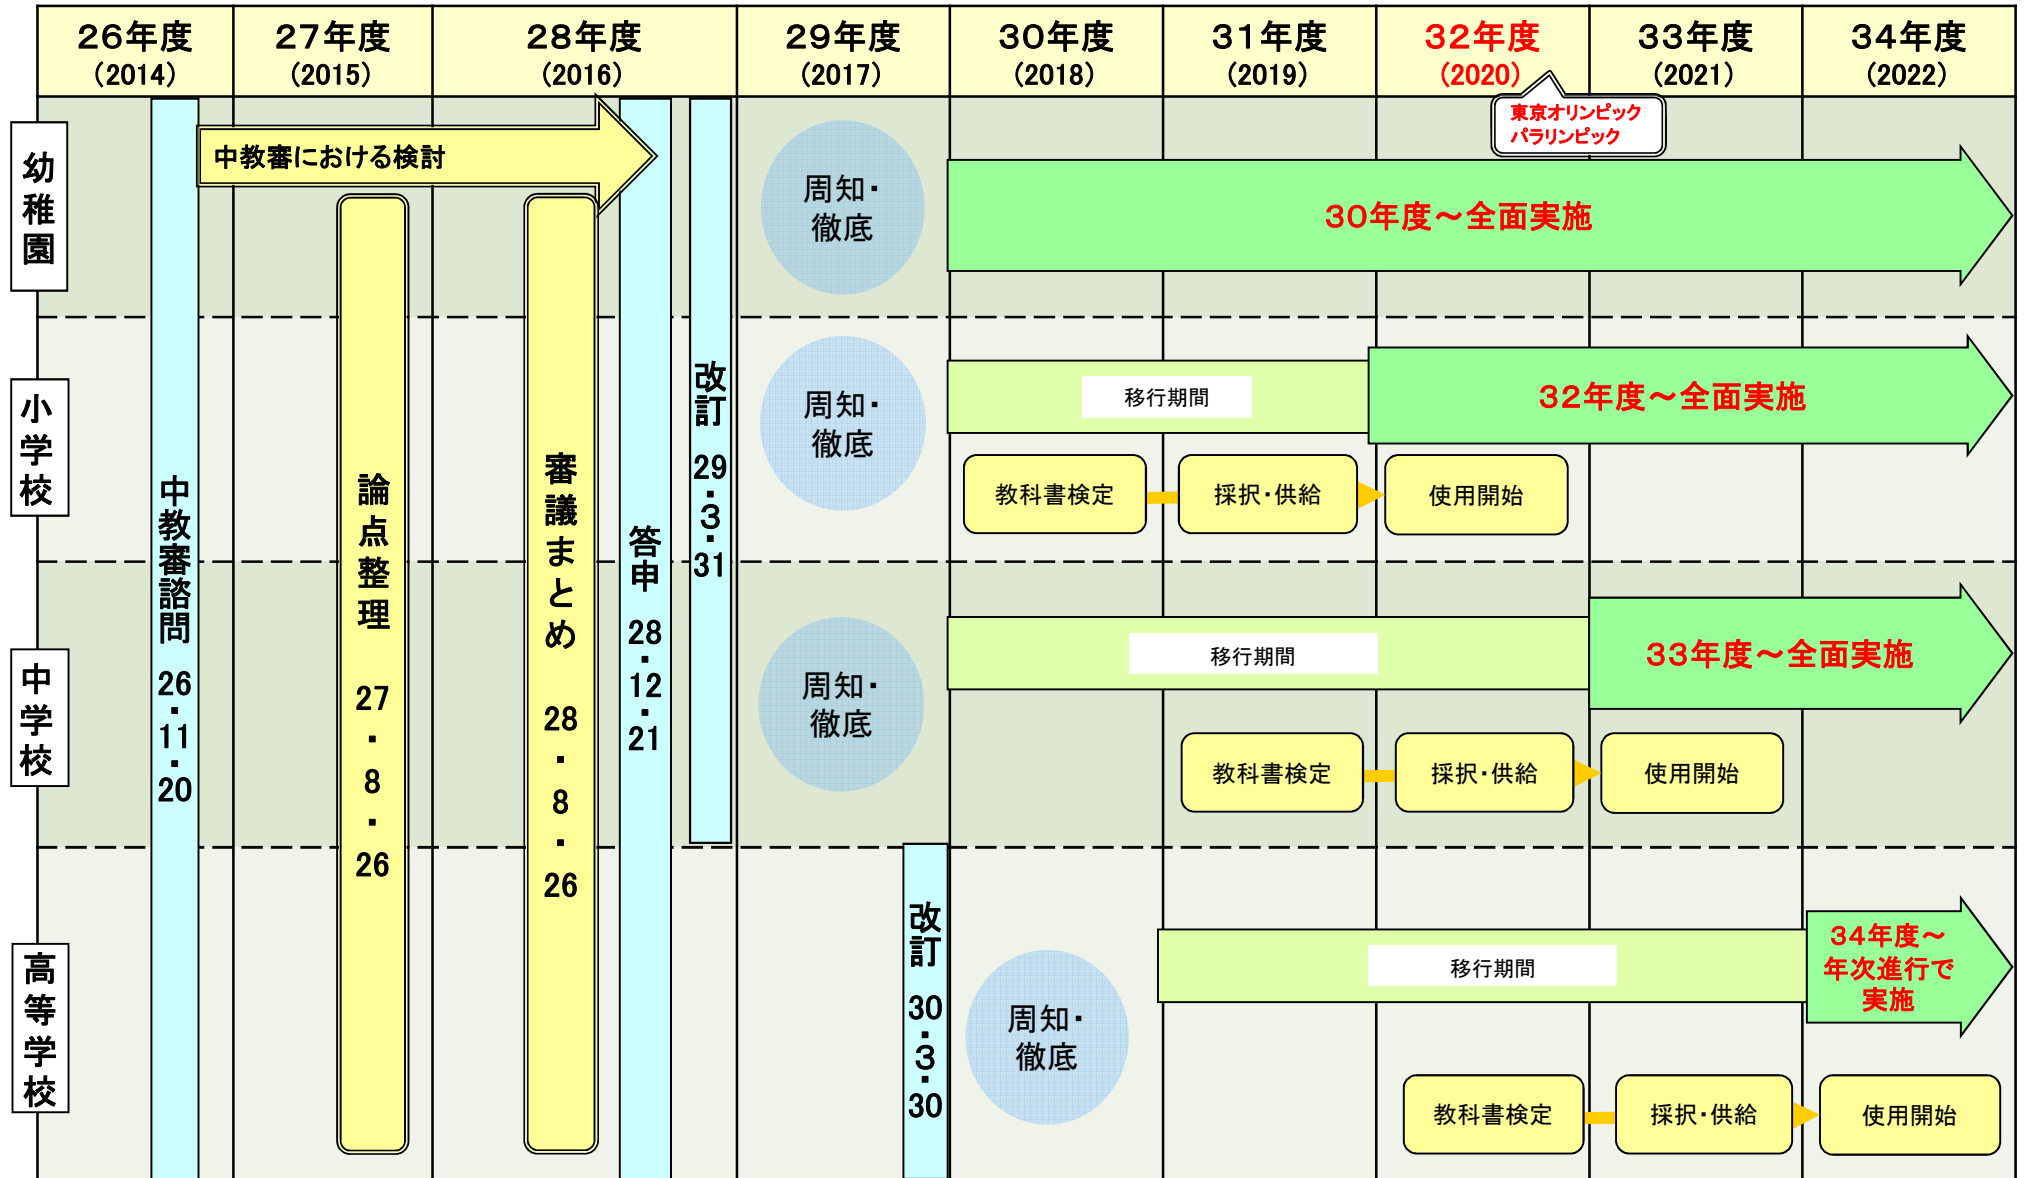 26年度
（2014）
27年度
（2015）
28年度
（2016）
29年度
（2017）
30年度
（2018）
31年度
（2019）
32年度
（2020）
33年度
（2021）
34年度
（2022）
東京オリンピック
パラリンピック
幼稚園
中教審における検討
周知・
徹底
30年度～全面実施
小学校
周知・
徹底
移行期間
32年度～全面実施
教科書検定
採択・供給
使用開始
中教審諮問 26・11・20
論点整理 27・8・26
審議まとめ 28・8・26
答申 28・12・21
改訂 29・3・31
中学校
周知・
徹底
移行期間
33年度～全面実施
教科書検定
採択・供給
使用開始
高等学校
改訂 30・3・30
周知・
徹底
移行期間
34年度～
年次進行で
実施
教科書検定
採択・供給
使用開始